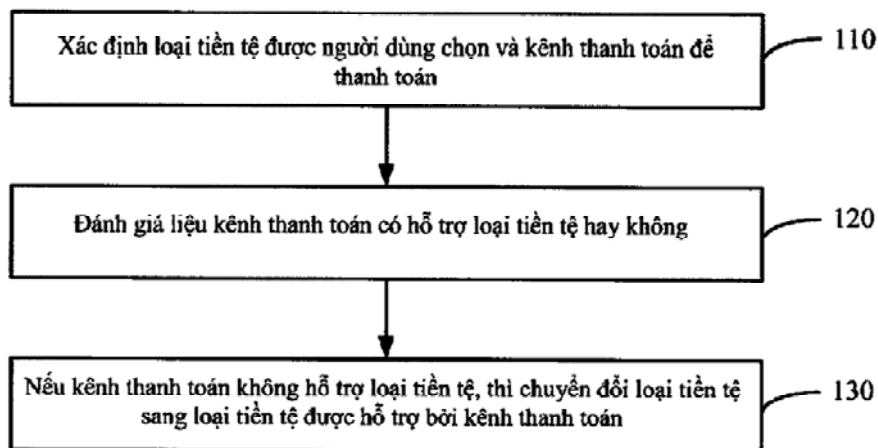 Xác định loại tiền tệ được người dùng chọn và kênh thanh toán để
thanh toán
110
Đánh giá liệu kênh thanh toán có hỗ trợ loại tiền tệ hay không
120
Nếu kênh thanh toán không hỗ trợ loại tiền tệ, thì chuyển đổi loại tiền tệ
sang loại tiền tệ được hỗ trợ bởi kênh thanh toán
130